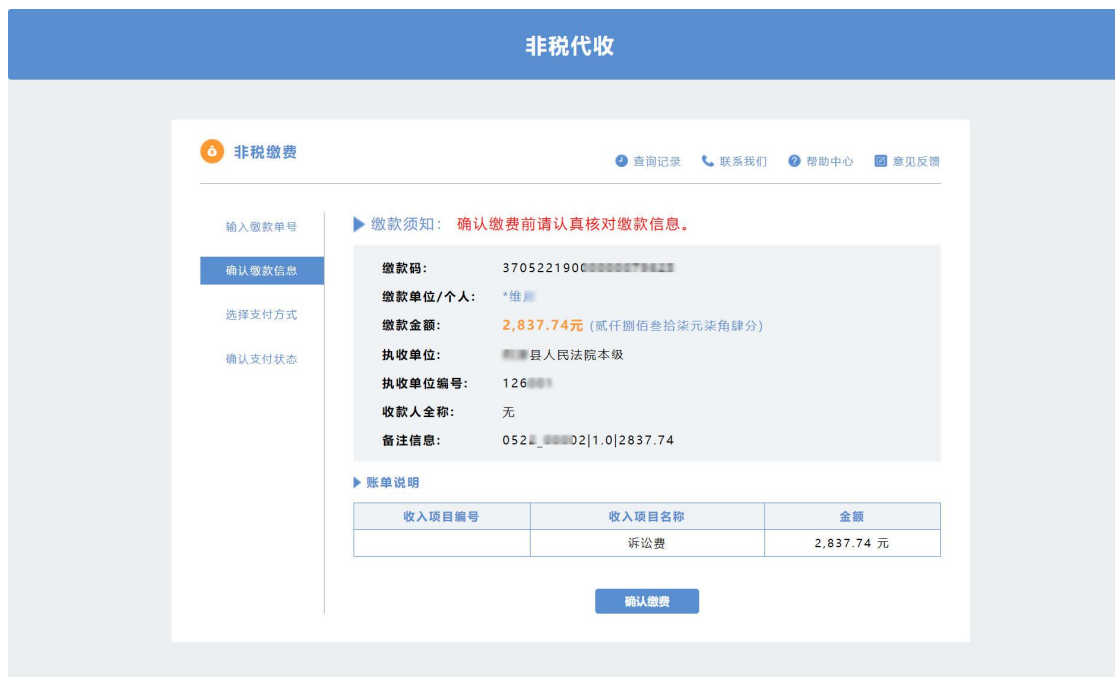 非税代收
非税缴费
查询记录 联系我们 帮助中心 意见反馈
输入缴款单号
确认缴款信息
选择支付方式
确认支付状态
缴款须知： 确认缴费前请认真核对缴款信息。
缴款码： 3705221900
缴款单位/个人： *维
缴款金额： 2,837.74元 (贰仟捌佰叁拾柒元柒角肆分)
执收单位： 县人民法院本级
执收单位编号： 126
收款人全称： 无
备注信息： 052 02|1.0|2837.74
账单说明
收入项目编号 收入项目名称 金额
诉讼费 2,837.74 元
确认缴费